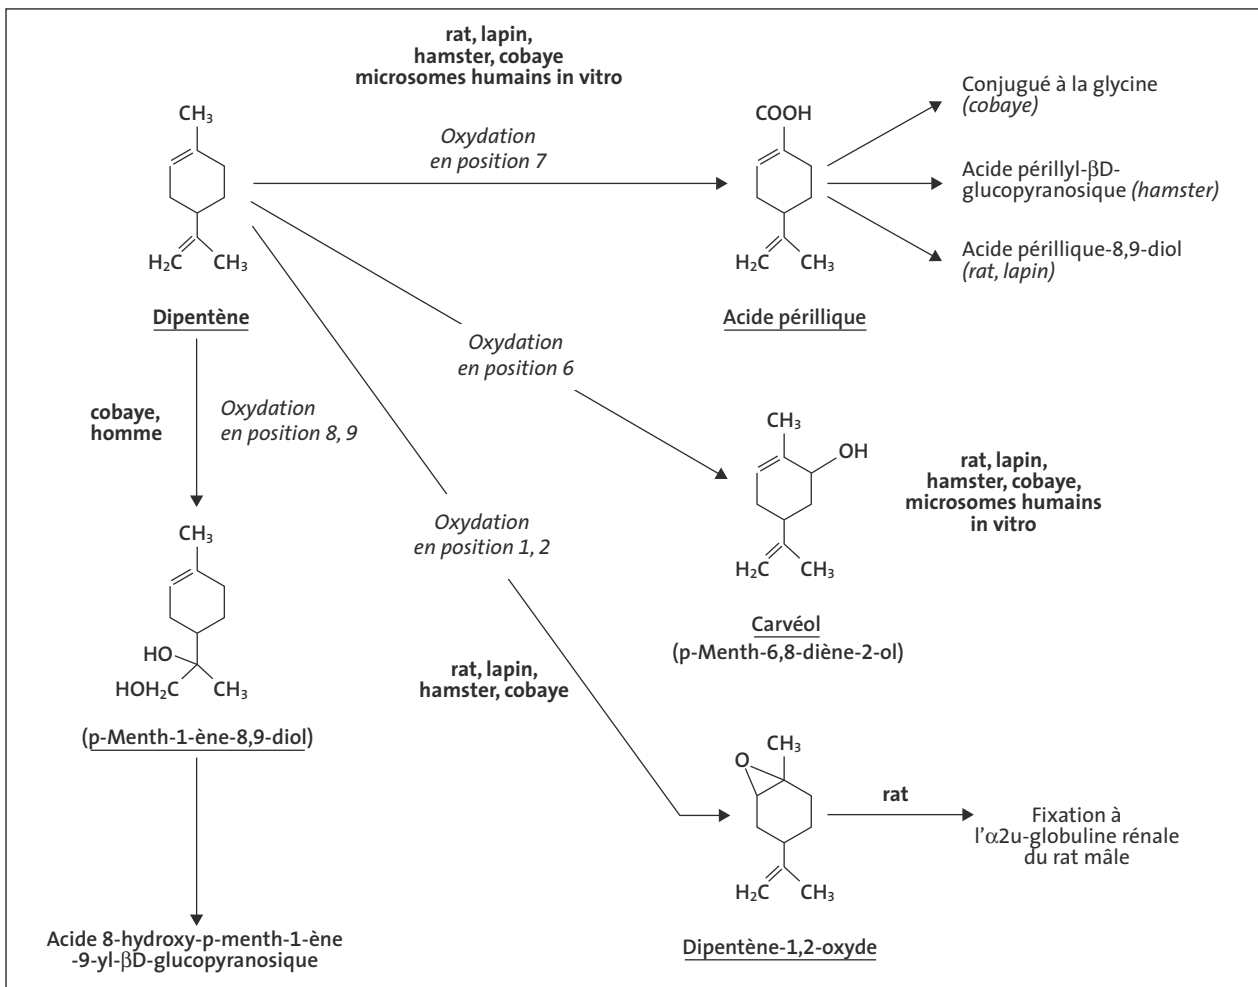 rat, lapin,
hamster, cobaye
microsomes humains in vitro
CH₃
Oxydation
en position 7
COOH
Conjugué à la glycine
(cobaye)
Acide périllyl-βD-
glucopyranosique (hamster)
Acide périllique-8,9-diol
(rat, lapin)
H₂C
CH₃
H₂C
CH₃
Dipentène
Acide périllique
Oxydation
en position 6
cobaye,
homme
Oxydation
en position 8, 9
CH₃
OH
rat, lapin,
hamster, cobaye,
microsomes humains
in vitro
Oxydation
en position 1, 2
H₂C
CH₃
CH₃
HO
HOH₂C
CH₃
Carvéol
(p-Menth-6,8-diène-2-ol)
rat, lapin,
hamster, cobaye
(p-Menth-1-ène-8,9-diol)
CH₃
O
rat
Fixation à
l'α2u-globuline rénale
du rat mâle
H₂C
CH₃
Acide 8-hydroxy-p-menth-1-ène
-9-yl-βD-glucopyranosique
Dipentène-1,2-oxyde